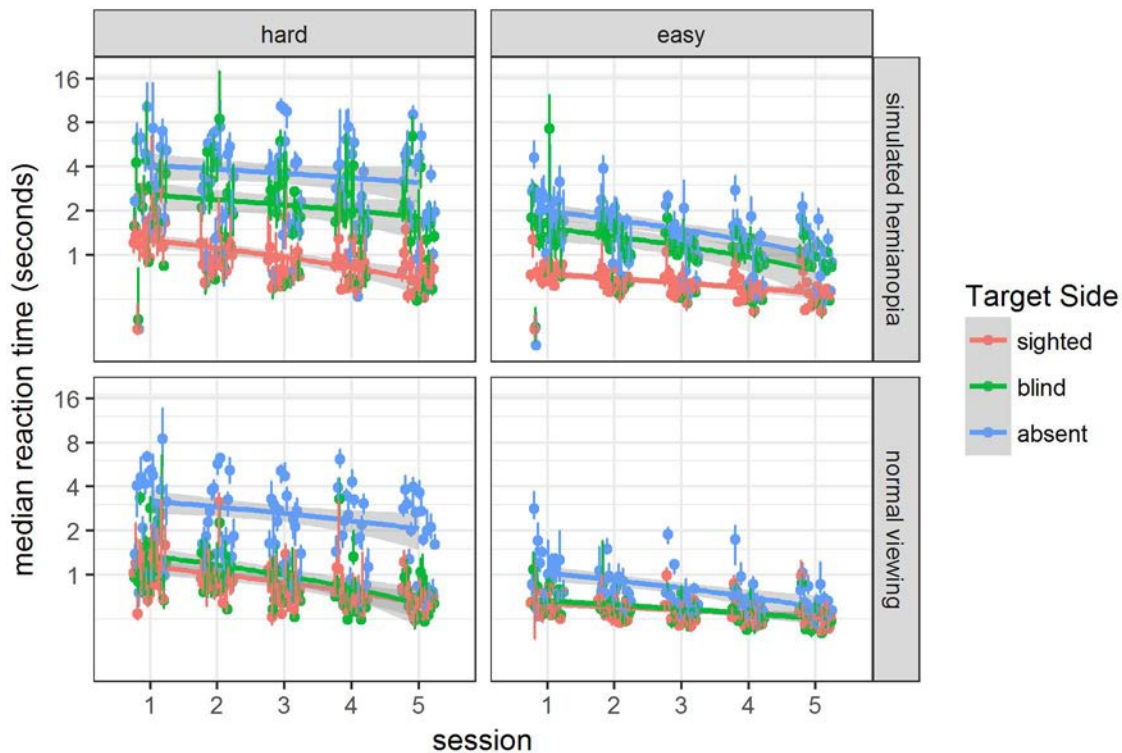 hard
easy
16
8
4
2
1
simulated hemianopia
16
8
4
2
1
normal viewing
median reaction time (seconds)
1
2
3
4
5
1
2
3
4
5
session
Target Side
sighted
blind
absent